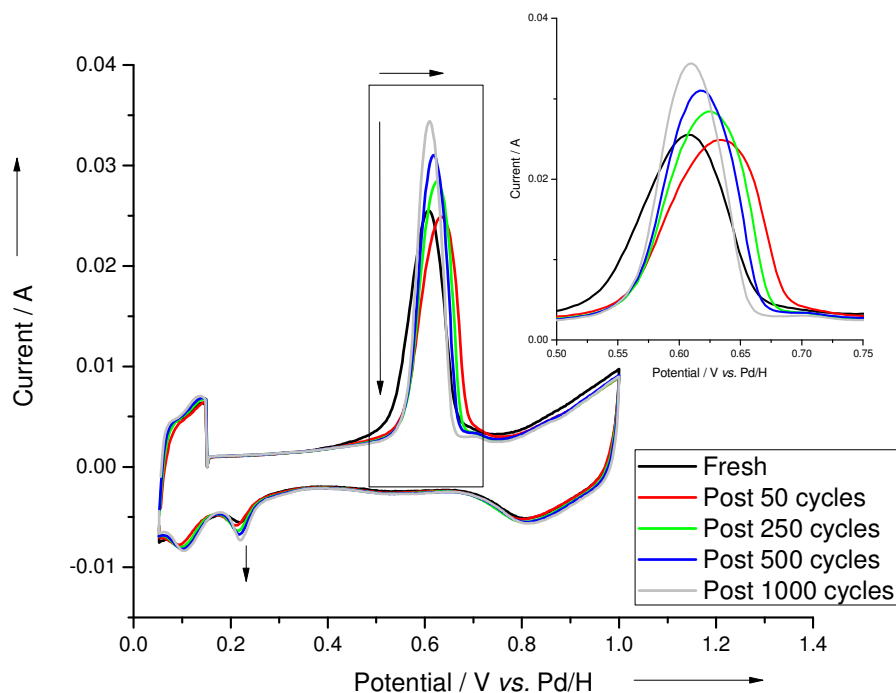 0.04
0.03
0.02
0.01
0.00
-0.01
Current / A
0.0
0.2
0.4
0.6
0.8
1.0
1.2
1.4
Potential / V vs. Pd/H
0.04
0.02
0.00
Current / A
0.50
0.55
0.60
0.65
0.70
0.75
Potential / V vs. Pd/H
Fresh
Post 50 cycles
Post 250 cycles
Post 500 cycles
Post 1000 cycles